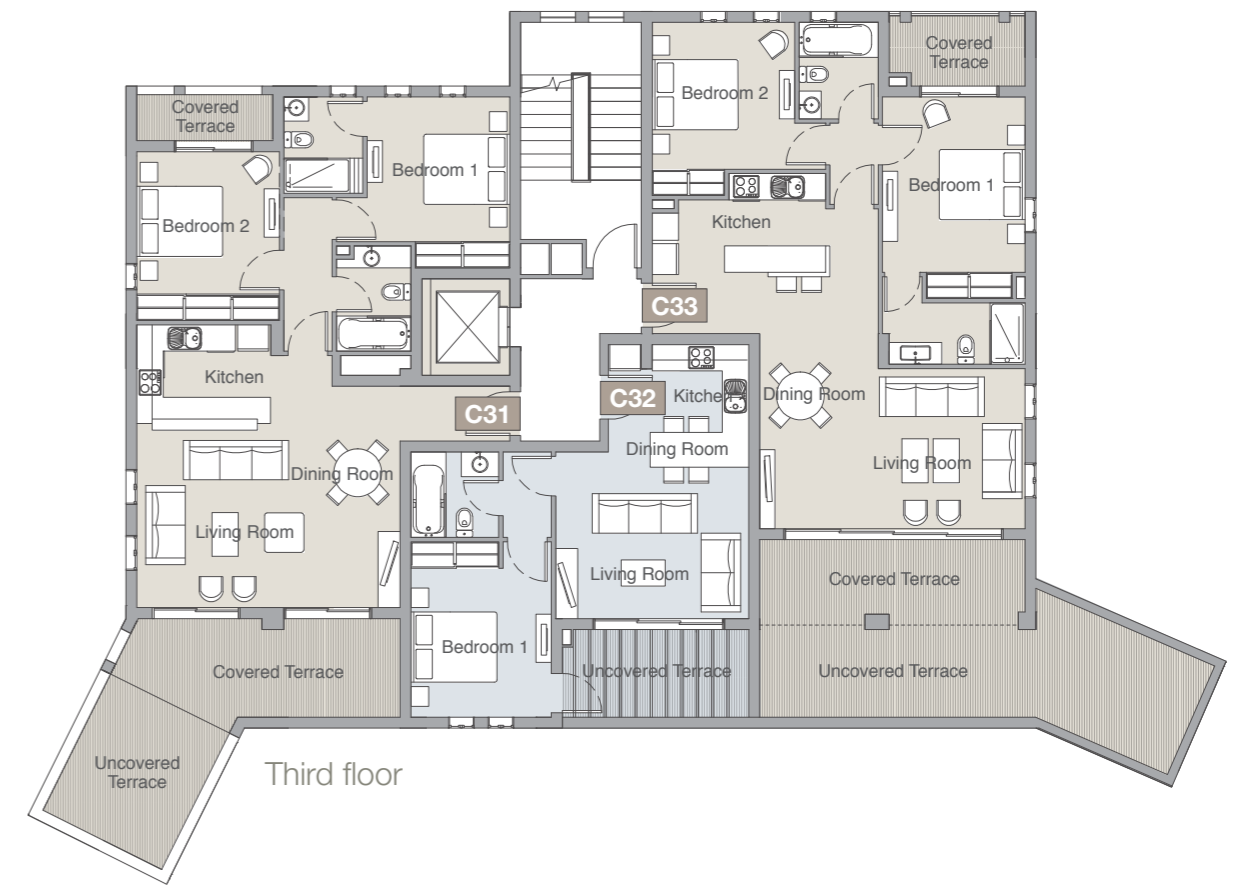 Covered
Terrace
Bedroom 2
Covered
Terrace
Bedroom 1
Bedroom 2
Bedroom 1
Kitchen
C33
Kitchen
C31
C32
Kitchen
Dining Room
Dining Room
Dining Room
Living Room
Living Room
Living Room
Covered Terrace
Bedroom 1
Covered Terrace
Uncovered Terrace
Uncovered Terrace
Uncovered
Terrace
Third floor